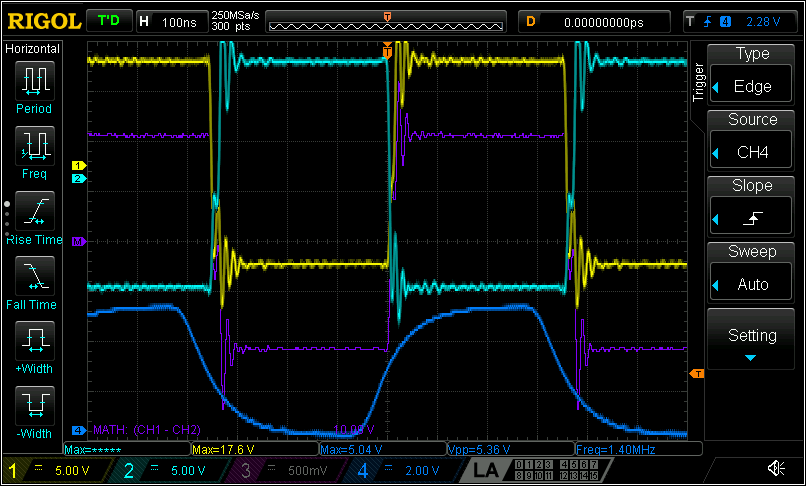 RIGOL T'D H 100ns 250MSa/s 300 pts T D 0.00000000ps T 4 2.28 V
Horizontal
Period
Freq
Rise Time
Fall Time
+Width
-Width
T
1
2
M
4
T
MATH: (CH1 - CH2) 10.00 V
Max=***** Max=17.6 V Max=5.04 V Vpp=5.36 V Freq=1.40MHz
Trigger
Type
Edge
Source
CH4
Slope
Sweep
Auto
Setting
1 5.00 V 2 5.00 V 3 500mV 4 2.00 V LA 0 1 2 3 4 5 6 7
8 9 10 11 12 13 14 15